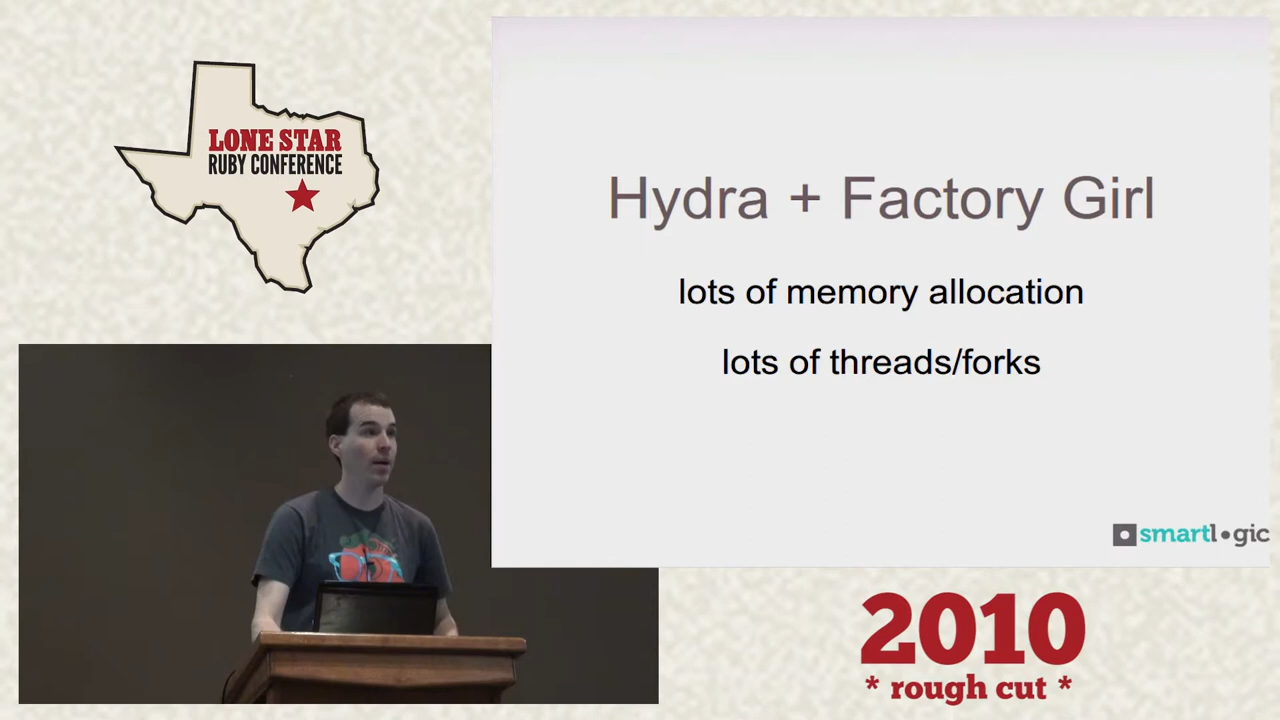 LONE STAR
RUBY CONFERENCE
Hydra + Factory Girl
lots of memory allocation
lots of threads/forks
smartlogic
2010
* rough cut *